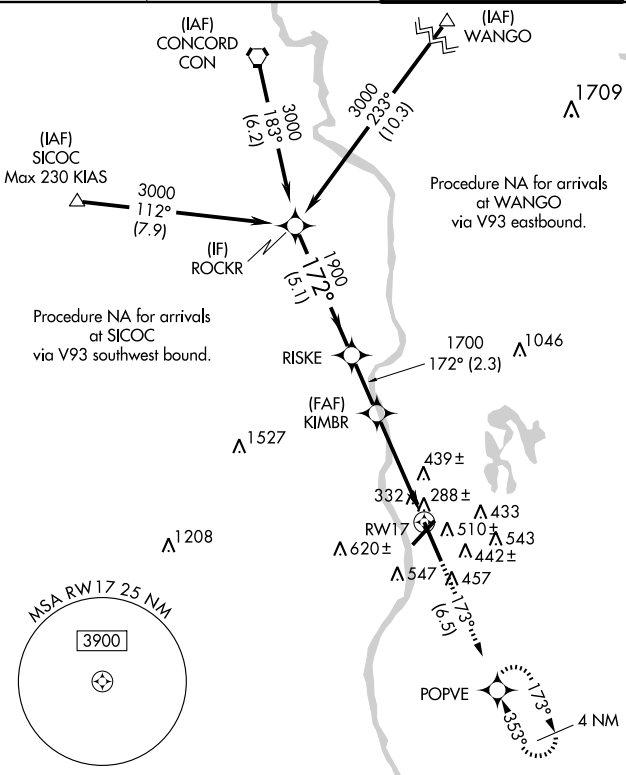 (IAF)
CONCORD
CON
(IAF)
WANGO
3000
183°
(6.2)
3000
233°
(10.3)
1709
(IAF)
SICOC
Max 230 KIAS
3000
112°
(7.9)
Procedure NA for arrivals
at WANGO
via V93 eastbound.
(IF)
ROCKR
1900
172°
(5.1)
Procedure NA for arrivals
at SICOC
via V93 southwest bound.
1700
172° (2.3)
1046
RISKE
(FAF)
KIMBR
1527
439±
332
288±
433
RW17
510±
543
1208
620±
442±
547
457
MSA RW17 25 NM
3900
173°
(6.5)
POPVE
173°
353°
4 NM